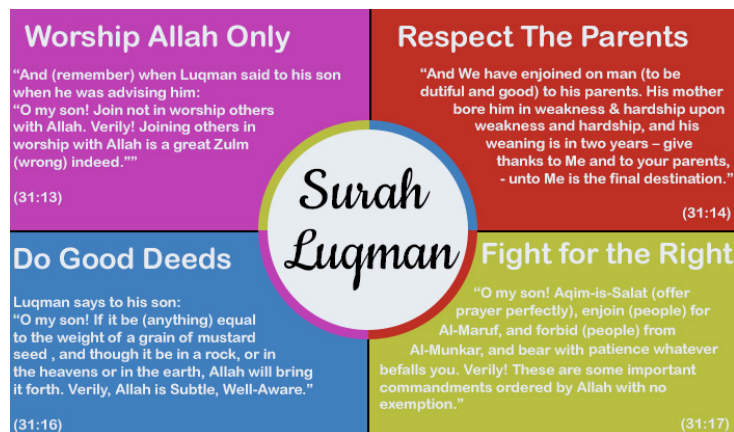 Worship Allah Only
“And (remember) when Luqman said to his son
when he was advising him:
“O my son! Join not in worship others
with Allah. Verily! Joining others in
worship with Allah is a great Zulm
(wrong) indeed.””
(31:13)
Respect The Parents
“And We have enjoined on man (to be
dutiful and good) to his parents. His mother
bore him in weakness & hardship upon
weakness and hardship, and his
weaning is in two years – give
thanks to Me and to your parents,
- unto Me is the final destination.”
(31:14)
Surah
Luqman
Do Good Deeds
Luqman says to his son:
“O my son! If it be (anything) equal
to the weight of a grain of mustard
seed , and though it be in a rock, or in
the heavens or in the earth, Allah will bring
it forth. Verily, Allah is Subtle, Well-Aware.”
(31:16)
Fight for the Right
“O my son! Aqim-is-Salat (offer
prayer perfectly), enjoin (people) for
Al-Maruf, and forbid (people) from
Al-Munkar, and bear with patience whatever
befalls you. Verily! These are some important
commandments ordered by Allah with no
exemption.”
(31:17)